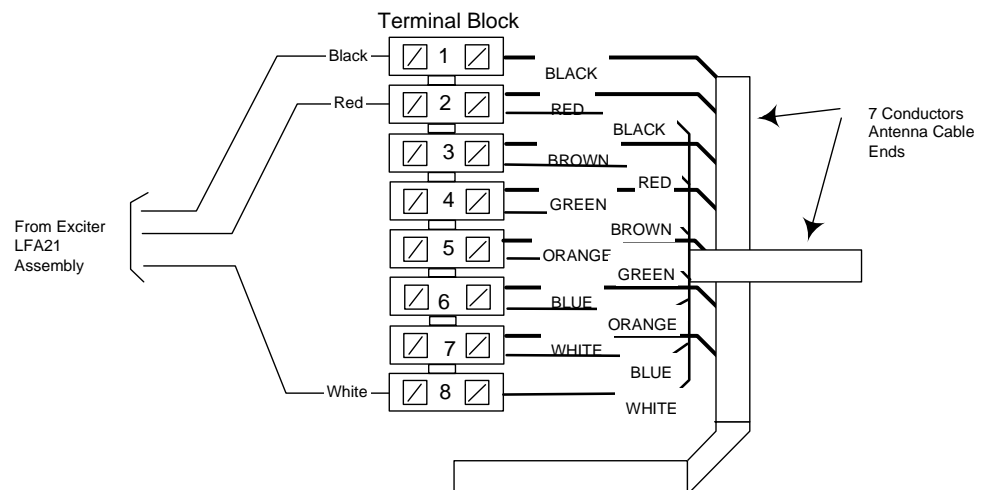 Terminal Block
Black
1
BLACK
Red
2
RED
BLACK
7 Conductors
Antenna Cable
Ends
3
BROWN
RED
4
GREEN
From Exciter
LFA21
Assembly
BROWN
5
ORANGE
GREEN
6
BLUE
ORANGE
7
WHITE
BLUE
White
8
WHITE